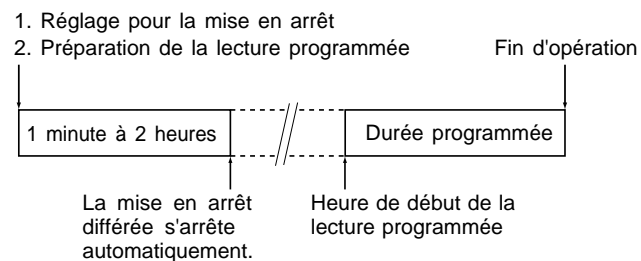 1. Réglage pour la mise en arrêt
2. Préparation de la lecture programmée
Fin d'opération
1 minute à 2 heures
Durée programmée
La mise en arrêt
différée s'arrête
automatiquement.
Heure de début de la
lecture programmée